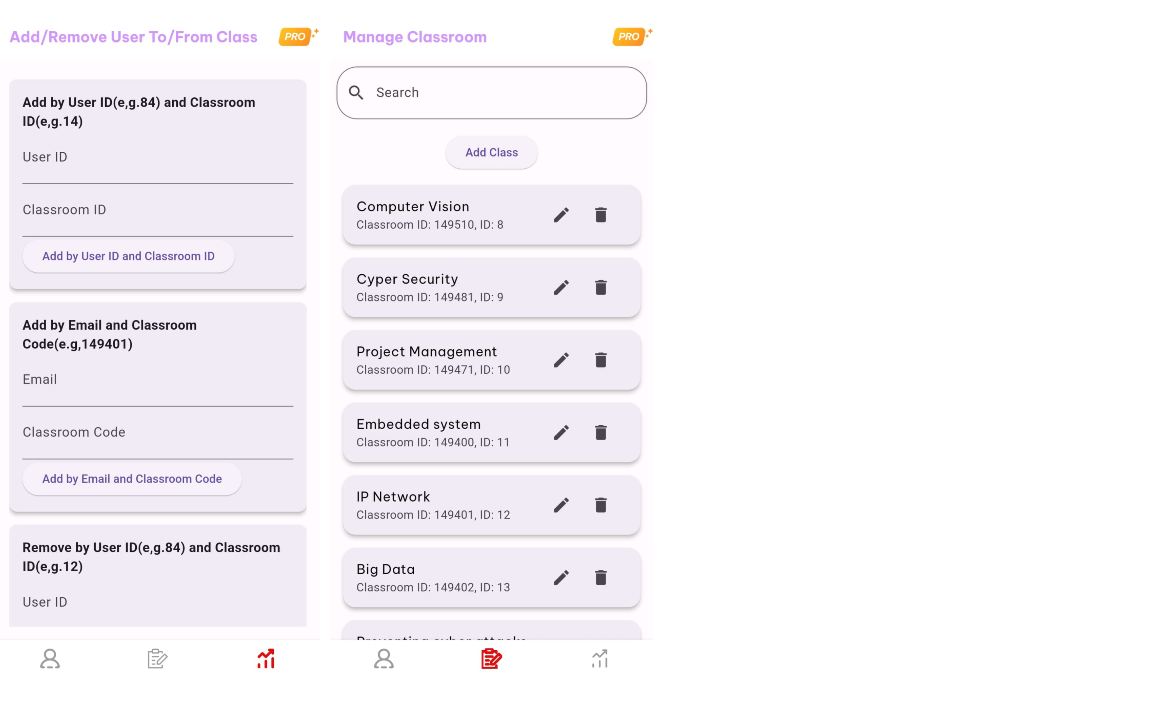 Add/Remove User To/From Class
PRO
Add by User ID(e,g.84) and Classroom
ID(e,g.14)
User ID
Classroom ID
Add by User ID and Classroom ID
Add by Email and Classroom
Code(e.g,149401)
Email
Classroom Code
Add by Email and Classroom Code
Remove by User ID(e,g.84) and Classroom
ID(e,g.12)
User ID
Manage Classroom
PRO
Search
Add Class
Computer Vision
Classroom ID: 149510, ID: 8
Cyper Security
Classroom ID: 149481, ID: 9
Project Management
Classroom ID: 149471, ID: 10
Embedded system
Classroom ID: 149400, ID: 11
IP Network
Classroom ID: 149401, ID: 12
Big Data
Classroom ID: 149402, ID: 13
Preventing cyber attacks